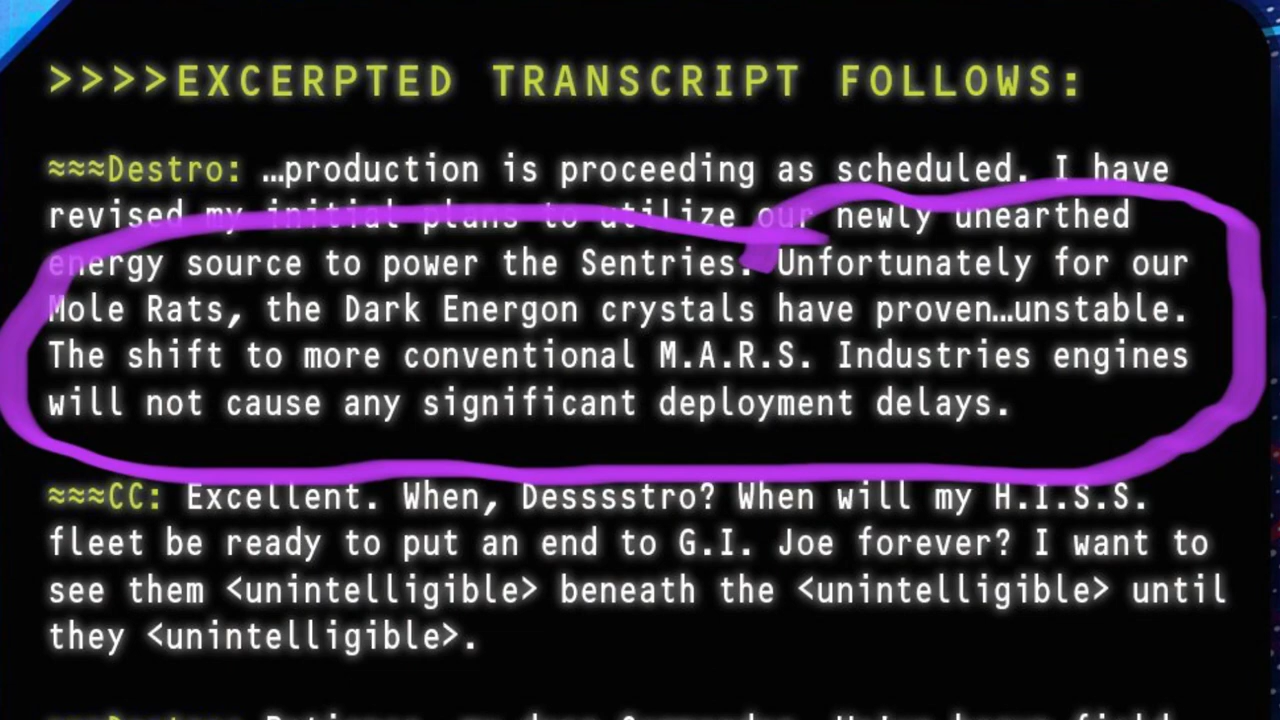 >>>>EXCERPTED TRANSCRIPT FOLLOWS:
≈≈≈Destro: …production is proceeding as scheduled. I have
revised my initial plans to utilize our newly unearthed
energy source to power the Sentries. Unfortunately for our
Mole Rats, the Dark Energon crystals have proven…unstable.
The shift to more conventional M.A.R.S. Industries engines
will not cause any significant deployment delays.
≈≈≈CC: Excellent. When, Desssstro? When will my H.I.S.S.
fleet be ready to put an end to G.I. Joe forever? I want to
see them <unintelligible> beneath the <unintelligible> until
they <unintelligible>.